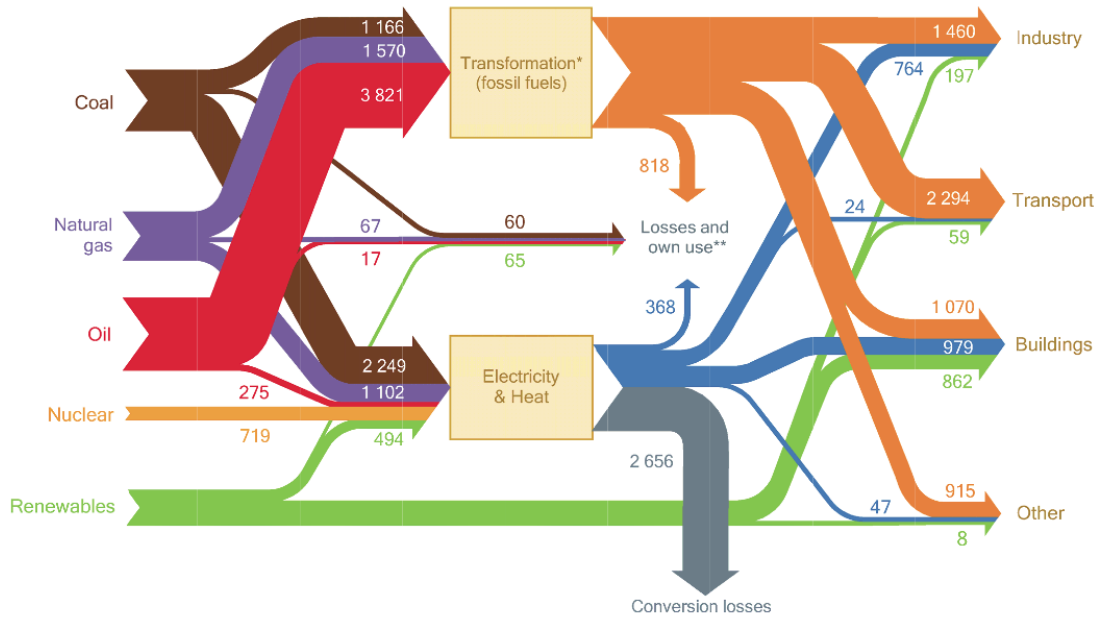 1 166
1 460
Industry
1 570
Transformation*
(fossil fuels)
764
197
3 821
Coal
818
2 294
Transport
Natural
gas
67
60
24
59
17
65
Losses and
own use**
368
1 070
Oil
979
Buildings
2 249
862
275
1 102
Electricity
& Heat
Nuclear
719
494
2 656
915
Renewables
47
Other
8
Conversion losses